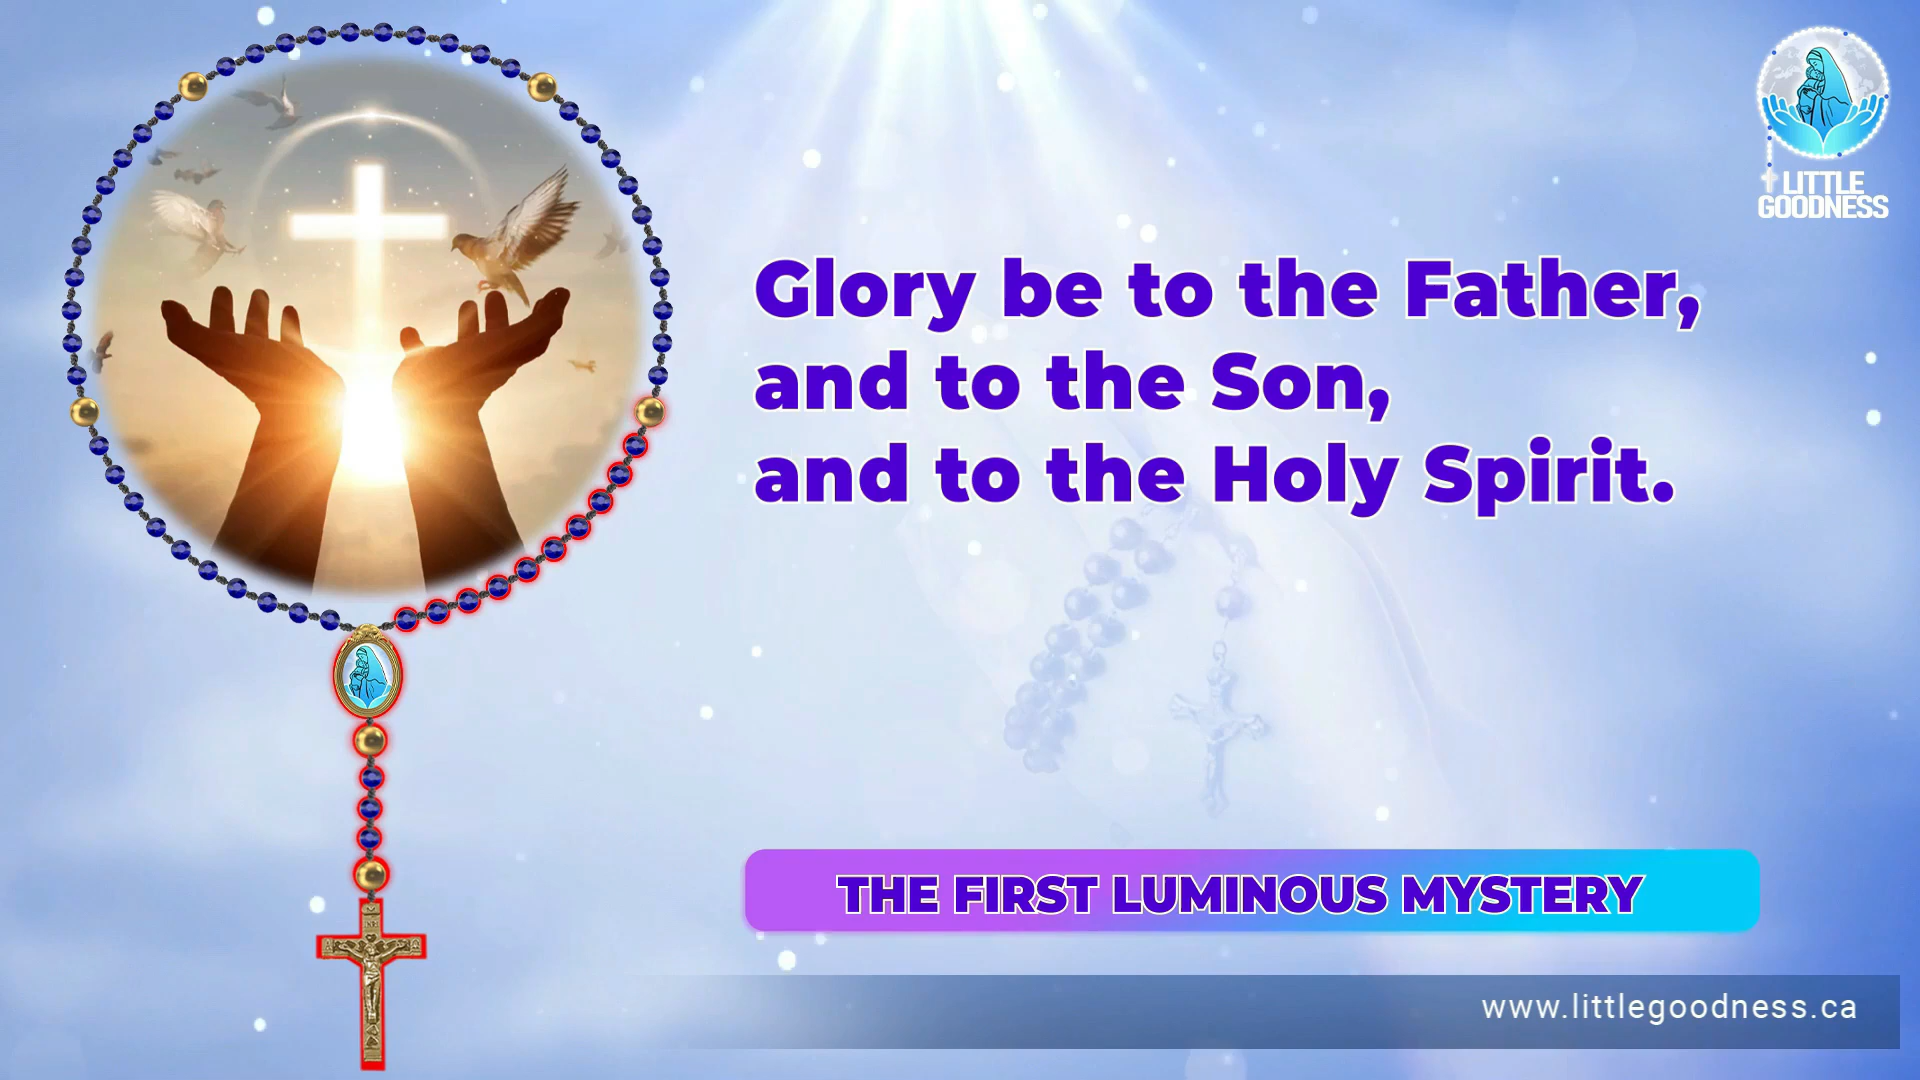 LITTLE
GOODNESS
Glory be to the Father,
and to the Son,
and to the Holy Spirit.
THE FIRST LUMINOUS MYSTERY
www.littlegoodness.ca